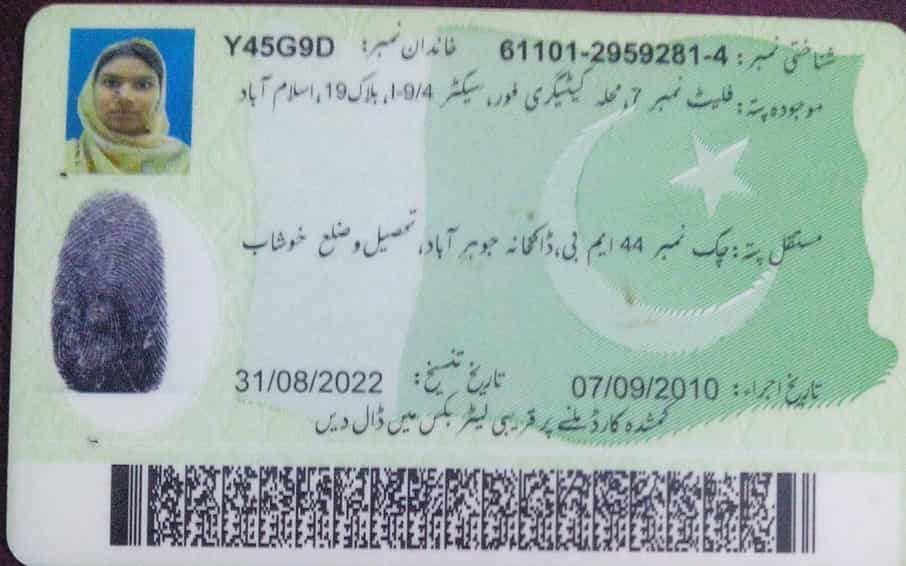 شناختی نمبر: 61101-2959281-4 خاندان نمبر: Y45G9D
موجودہ پتہ: فلیٹ نمبر 7، محلہ کیٹیگری فور، سیکٹر I-9/4، بلاک 19، اسلام آباد
مستقل پتہ: چک نمبر 44 ایم بی، ڈاکخانہ جوہر آباد، تحصیل و ضلع خوشاب
تاریخ اجراء: 07/09/2010 تاریخ تنسیخ: 31/08/2022
گمشدہ کارڈ ملنے پر قریبی لیٹر بکس میں ڈال دیں